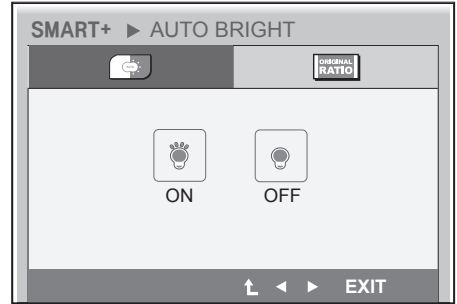 SMART+ ► AUTO BRIGHT
ORIGINAL
RATIO
ON OFF
EXIT